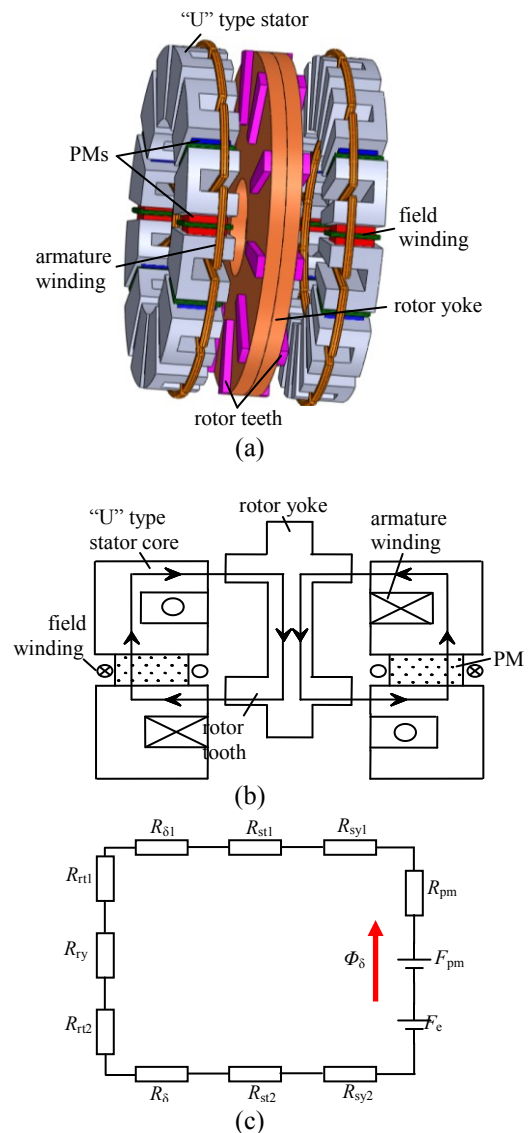 “U” type stator
PMs
armature
winding
field
winding
rotor yoke
rotor teeth
(a)
rotor yoke
“U” type
stator core
armature
winding
field
winding
PM
rotor
tooth
(b)
Rδ1
Rst1
Rsy1
Rrt1
Rpm
Rry
Φδ
Fpm
Rrt2
Fe
Rδ
Rst2
Rsy2
(c)